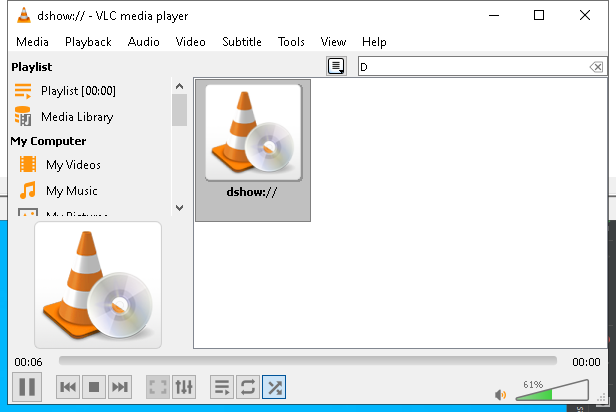 dshow:// - VLC media player
Media Playback Audio Video Subtitle Tools View Help
Playlist
D
Playlist [00:00]
Media Library
My Computer
My Videos
My Music
My Pictures
dshow://
00:06
00:00
61%